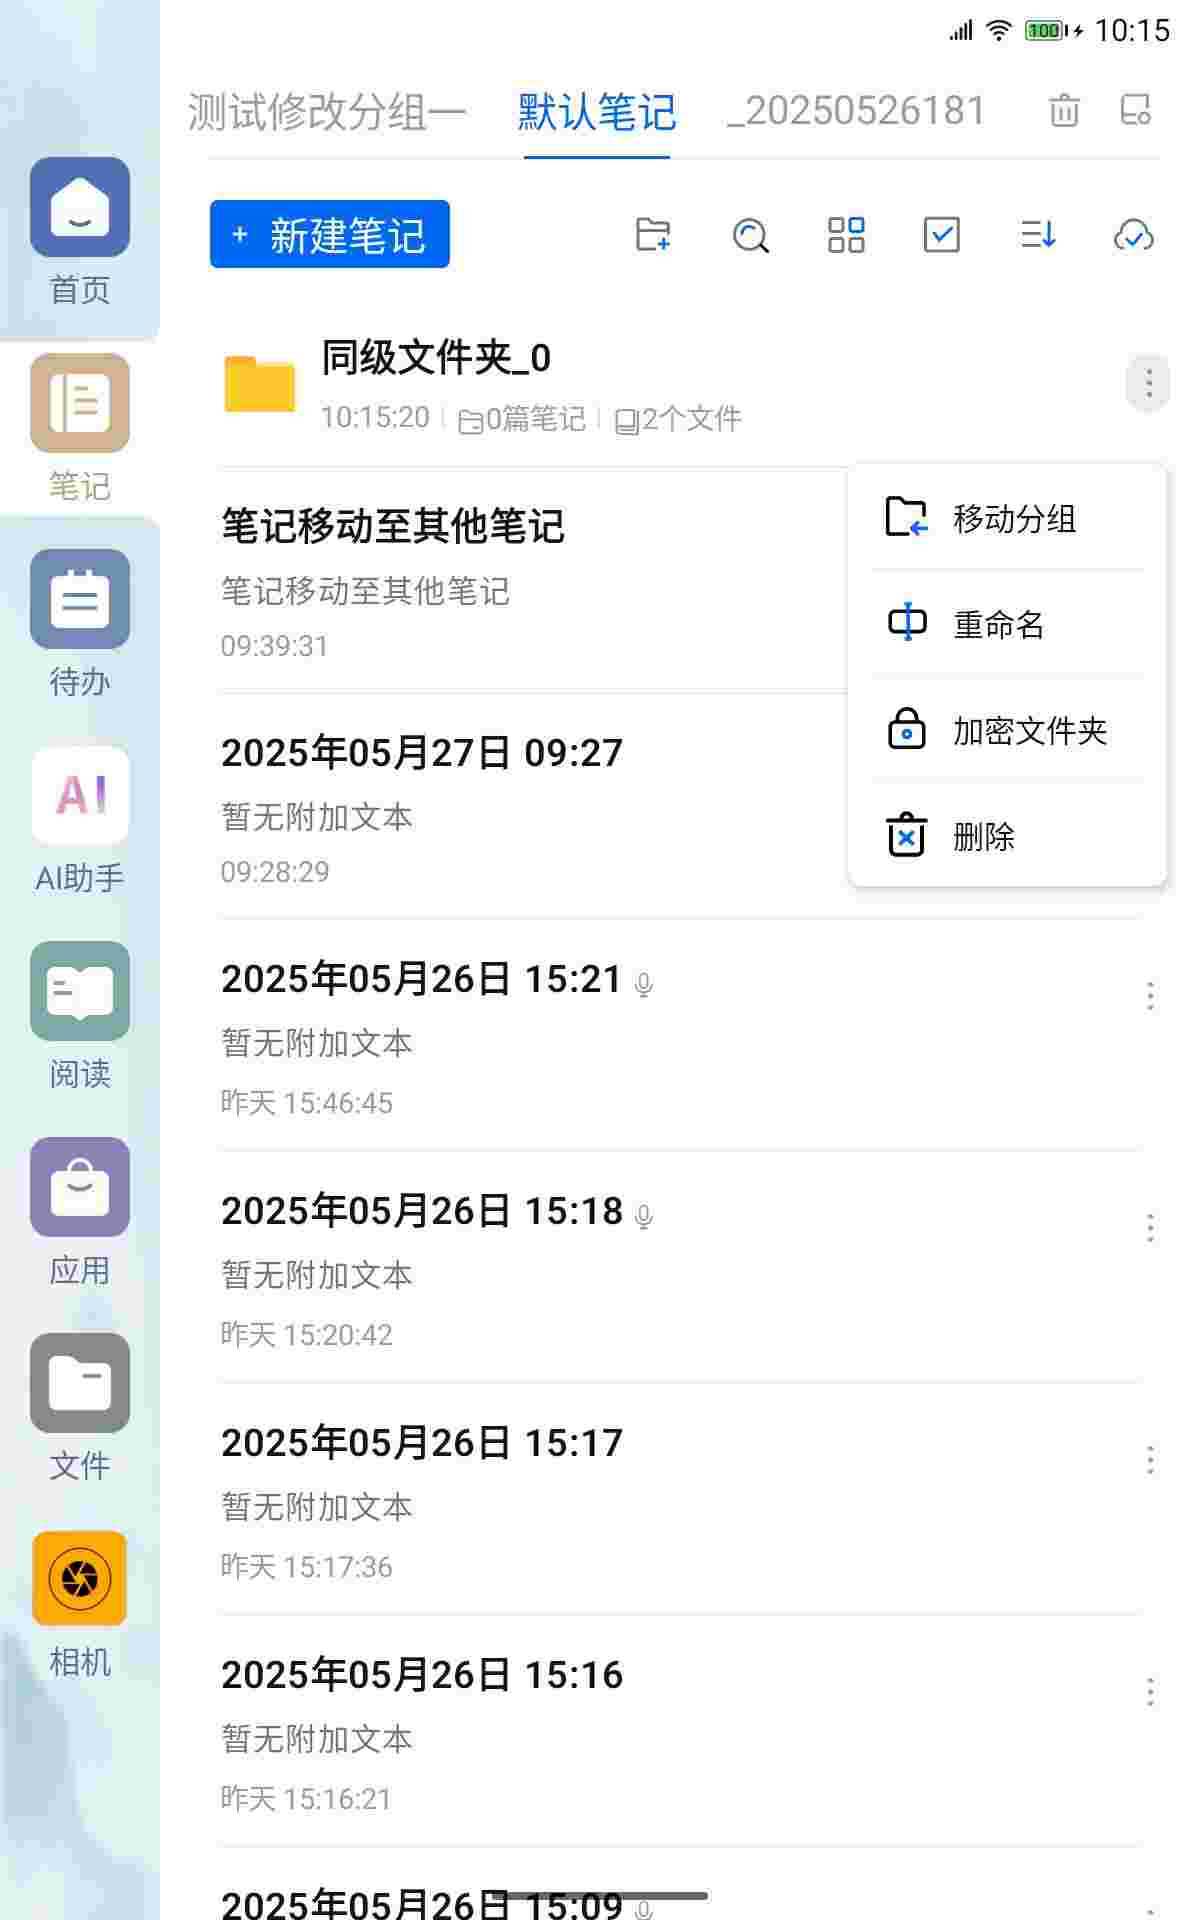 100 10:15
测试修改分组一 默认笔记 _20250526181
+ 新建笔记
首页
笔记
待办
AI
AI助手
阅读
应用
文件
相机
同级文件夹_0
10:15:20 0篇笔记 2个文件
移动分组
重命名
加密文件夹
删除
笔记移动至其他笔记
笔记移动至其他笔记
09:39:31
2025年05月27日 09:27
暂无附加文本
09:28:29
2025年05月26日 15:21
暂无附加文本
昨天 15:46:45
2025年05月26日 15:18
暂无附加文本
昨天 15:20:42
2025年05月26日 15:17
暂无附加文本
昨天 15:17:36
2025年05月26日 15:16
暂无附加文本
昨天 15:16:21
2025年05月26日 15:09